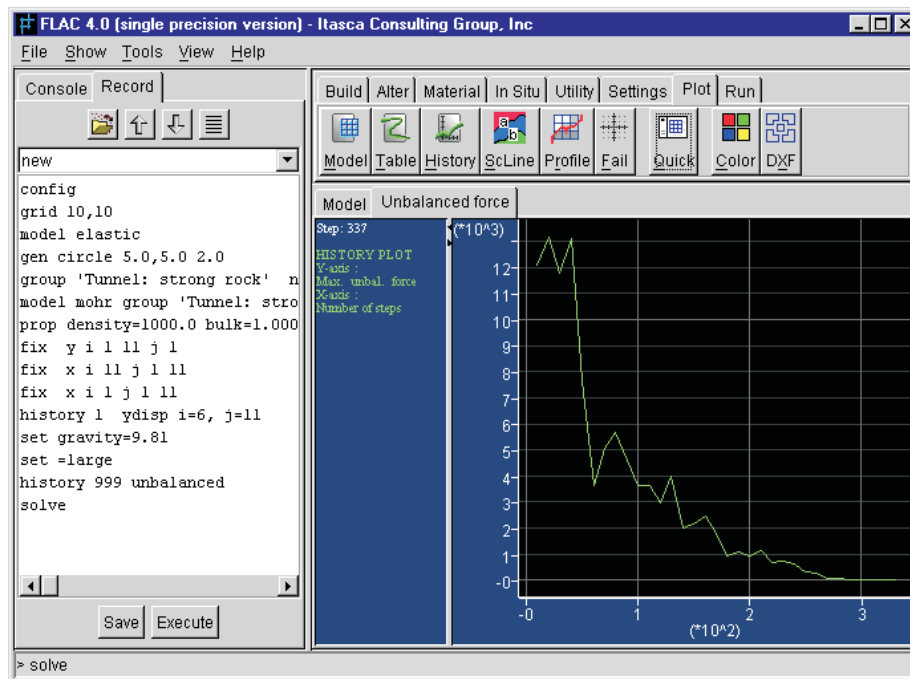 FLAC 4.0 (single precision version) - Itasca Consulting Group, Inc
File Show Tools View Help
Console Record
new
config
grid 10,10
model elastic
gen circle 5.0,5.0 2.0
group 'Tunnel: strong rock' n
model mohr group 'Tunnel: stro
prop density=1000.0 bulk=1.000
fix y i 1 11 j 1
fix x i 11 j 1 11
fix x i 1 j 1 11
history 1 ydisp i=6, j=11
set gravity=9.81
set =large
history 999 unbalanced
solve
Save Execute
> solve
Build Alter Material In Situ Utility Settings Plot Run
a
b
Model Table History ScLine Profile Fail Quick Color DXF
Model Unbalanced force
Step: 337
HISTORY PLOT
Y-axis :
Max. unbal. force
X-axis :
Number of steps
(*10^3)
12
11
10
9
8
7
6
5
4
3
2
1
-0
-0 1 2 3
(*10^2)